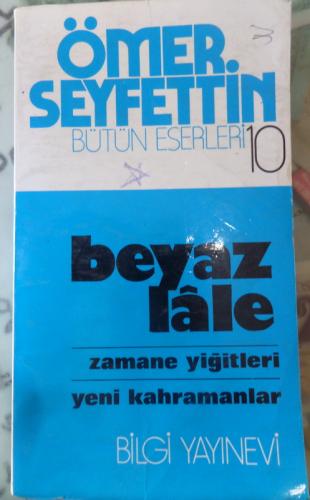 ÖMER
SEYFETTİN
BÜTÜN ESERLERİ 10
beyaz
lâle
zamane yiğitleri
yeni kahramanlar
BİLGİ YAYINEVİ